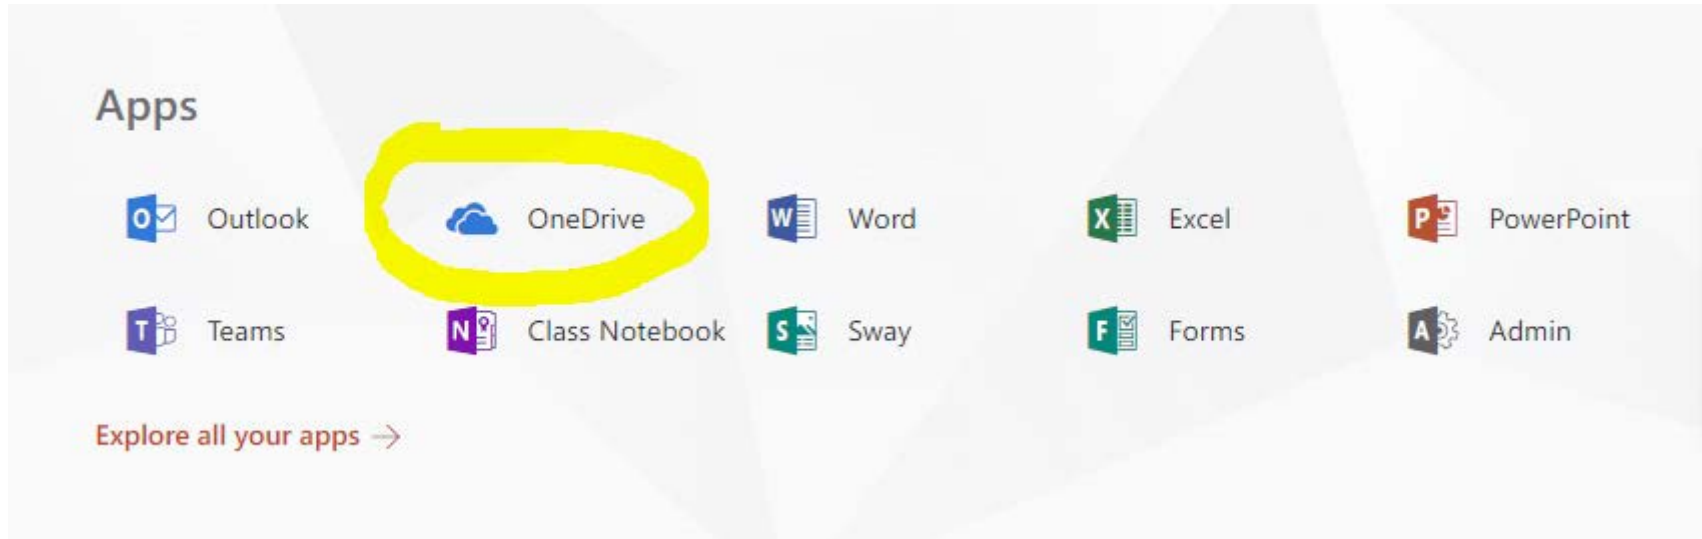 Apps
Outlook OneDrive Word Excel PowerPoint
Teams Class Notebook Sway Forms Admin
Explore all your apps →